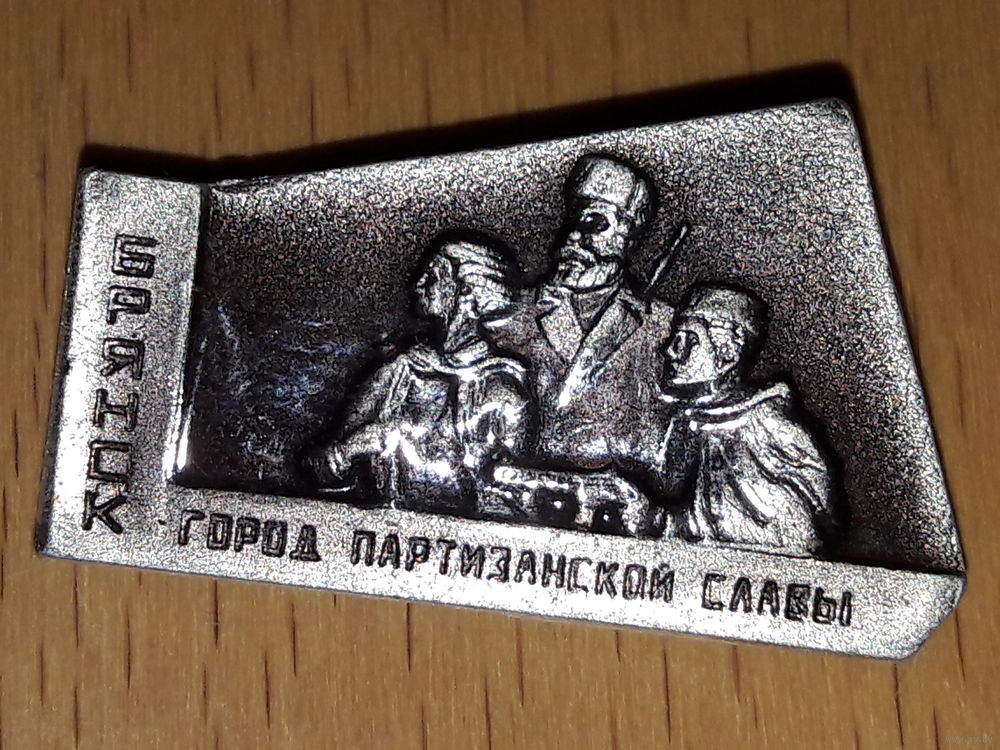 БРЯНСК
ГОРОД ПАРТИЗАНСКОЙ СЛАВЫ